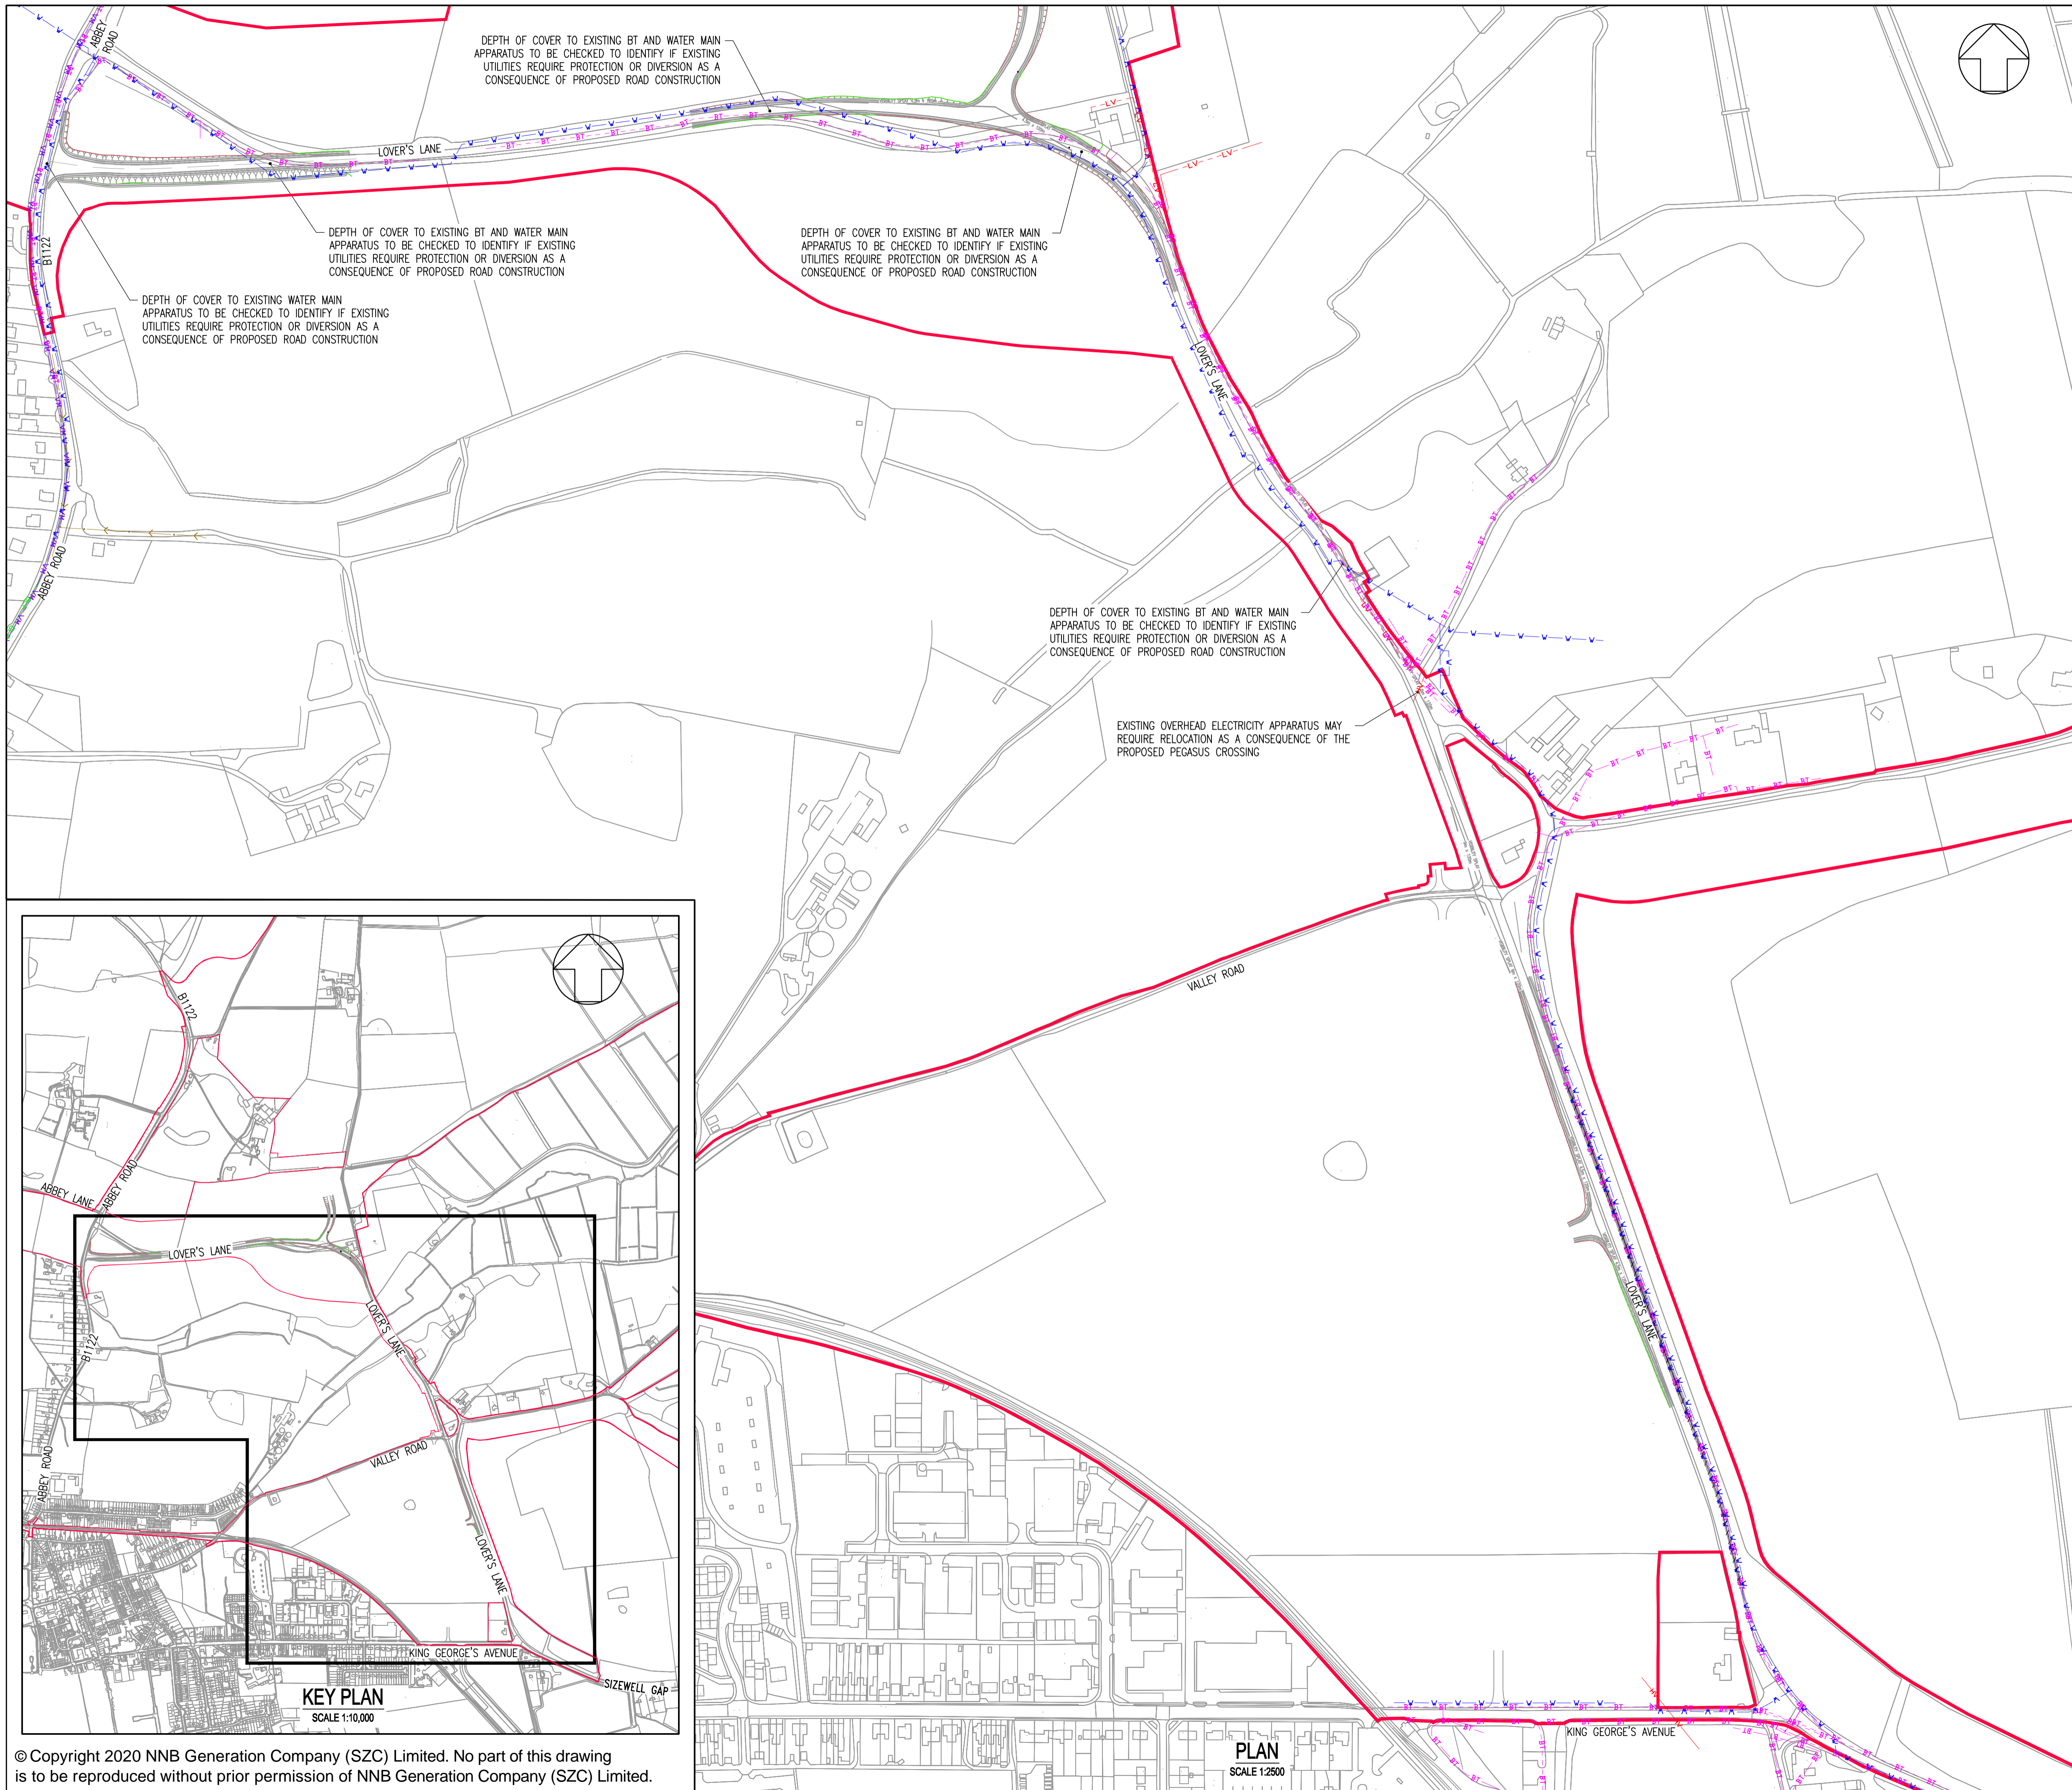 ABBEY
ROAD
DEPTH OF COVER TO EXISTING BT AND WATER MAIN
APPARATUS TO BE CHECKED TO IDENTIFY IF EXISTING
UTILITIES REQUIRE PROTECTION OR DIVERSION AS A
CONSEQUENCE OF PROPOSED ROAD CONSTRUCTION
LOVER'S LANE
B1122
DEPTH OF COVER TO EXISTING BT AND WATER MAIN
APPARATUS TO BE CHECKED TO IDENTIFY IF EXISTING
UTILITIES REQUIRE PROTECTION OR DIVERSION AS A
CONSEQUENCE OF PROPOSED ROAD CONSTRUCTION
DEPTH OF COVER TO EXISTING BT AND WATER MAIN
APPARATUS TO BE CHECKED TO IDENTIFY IF EXISTING
UTILITIES REQUIRE PROTECTION OR DIVERSION AS A
CONSEQUENCE OF PROPOSED ROAD CONSTRUCTION
DEPTH OF COVER TO EXISTING WATER MAIN
APPARATUS TO BE CHECKED TO IDENTIFY IF EXISTING
UTILITIES REQUIRE PROTECTION OR DIVERSION AS A
CONSEQUENCE OF PROPOSED ROAD CONSTRUCTION
LOVER'S LANE
ABBEY ROAD
DEPTH OF COVER TO EXISTING BT AND WATER MAIN
APPARATUS TO BE CHECKED TO IDENTIFY IF EXISTING
UTILITIES REQUIRE PROTECTION OR DIVERSION AS A
CONSEQUENCE OF PROPOSED ROAD CONSTRUCTION
EXISTING OVERHEAD ELECTRICITY APPARATUS MAY
REQUIRE RELOCATION AS A CONSEQUENCE OF THE
PROPOSED PEGASUS CROSSING
VALLEY ROAD
LOVER'S LANE
KING GEORGE'S AVENUE
PLAN
SCALE 1:2500
B1122
ABBEY LANE
ABBEY ROAD
LOVER'S LANE
LOVER'S LANE
B1122
VALLEY ROAD
ABBEY ROAD
LOVER'S LANE
KING GEORGE'S AVENUE
SIZEWELL GAP
KEY PLAN
SCALE 1:10,000
© Copyright 2020 NNB Generation Company (SZC) Limited. No part of this drawing
is to be reproduced without prior permission of NNB Generation Company (SZC) Limited.